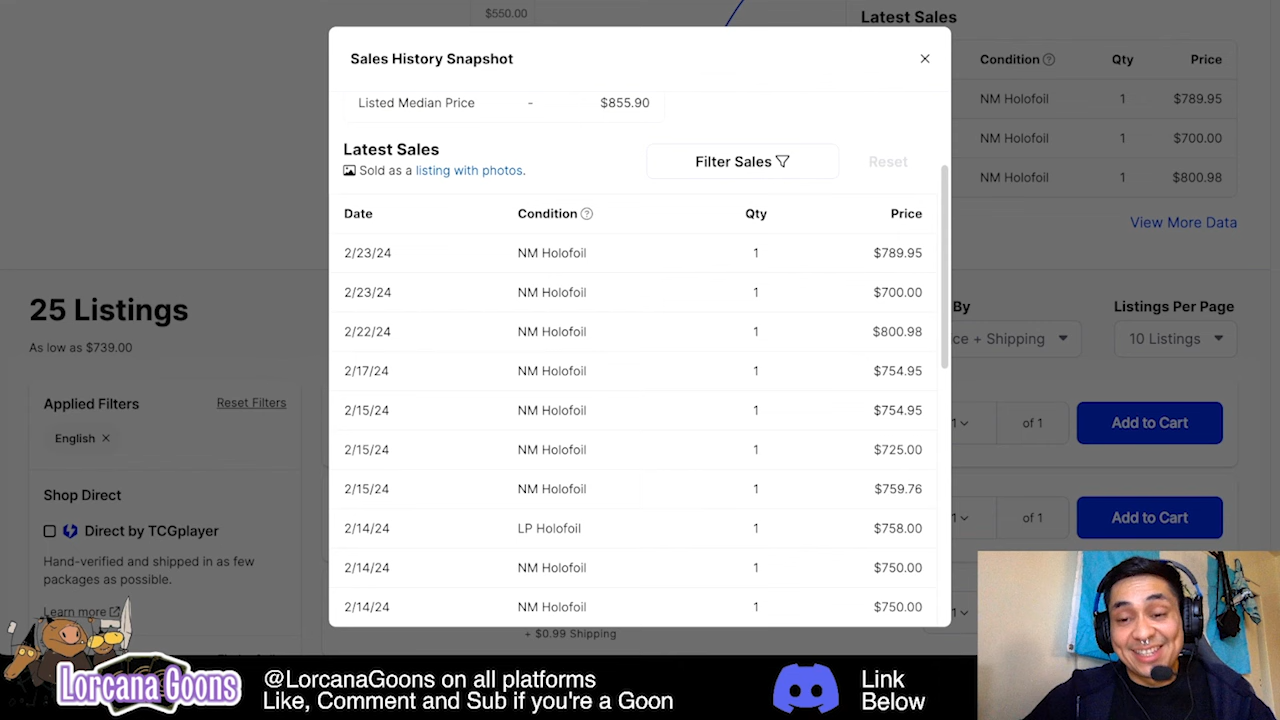 $550.00
Latest Sales
Condition ? Qty Price
NM Holofoil 1 $789.95
NM Holofoil 1 $700.00
NM Holofoil 1 $800.98
View More Data
Sales History Snapshot
Listed Median Price - $855.90
Latest Sales
Sold as a listing with photos.
Filter Sales
Reset
Date Condition ? Qty Price
2/23/24 NM Holofoil 1 $789.95
2/23/24 NM Holofoil 1 $700.00
2/22/24 NM Holofoil 1 $800.98
2/17/24 NM Holofoil 1 $754.95
2/15/24 NM Holofoil 1 $754.95
2/15/24 NM Holofoil 1 $725.00
2/15/24 NM Holofoil 1 $759.76
2/14/24 LP Holofoil 1 $758.00
2/14/24 NM Holofoil 1 $750.00
2/14/24 NM Holofoil 1 $750.00
25 Listings
As low as $739.00
By
ce + Shipping
Listings Per Page
10 Listings
Applied Filters
Reset Filters
English
Shop Direct
Direct by TCGplayer
Hand-verified and shipped in as few
packages as possible.
Learn more
1 of 1 Add to Cart
1 of 1 Add to Cart
1
+ $0.99 Shipping
Lorcana Goons
@LorcanaGoons on all platforms
Like, Comment and Sub if you're a Goon
Link
Below